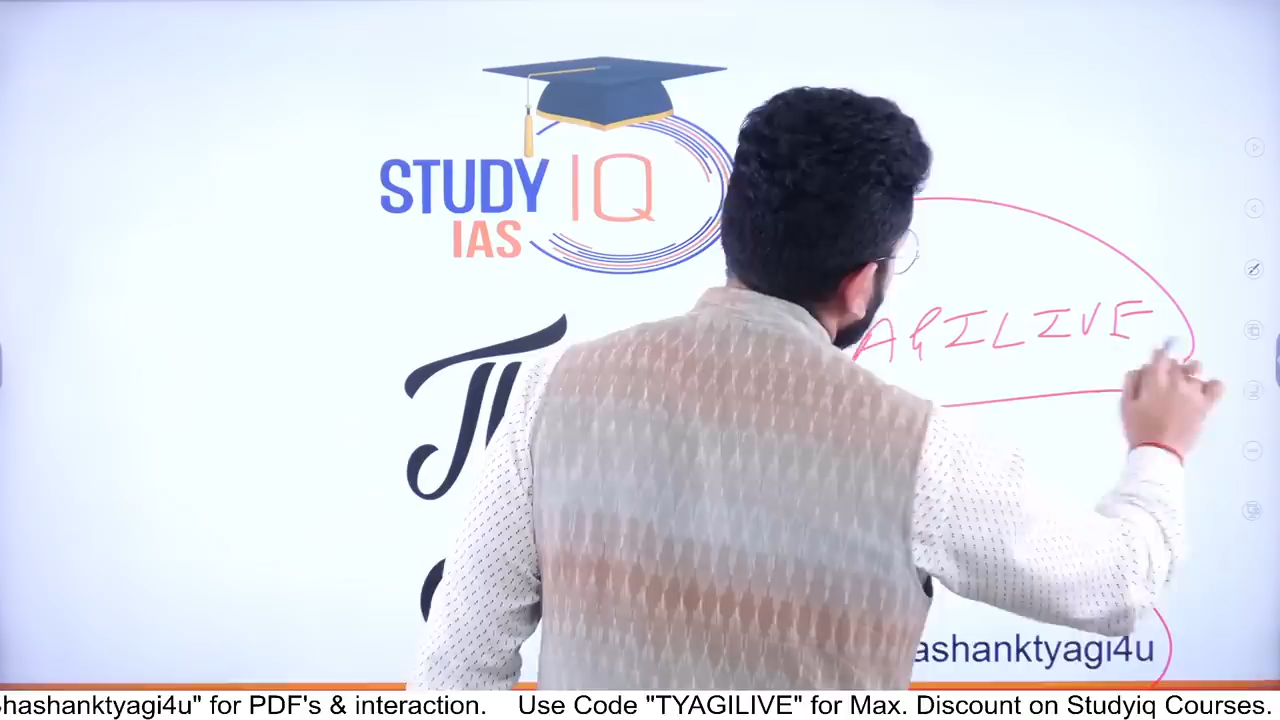 STUDY IQ
IAS
AGILIVE
ashanktyagi4u
hashanktyagi4u" for PDF's & interaction. Use Code "TYAGILIVE" for Max. Discount on Studyiq Courses.